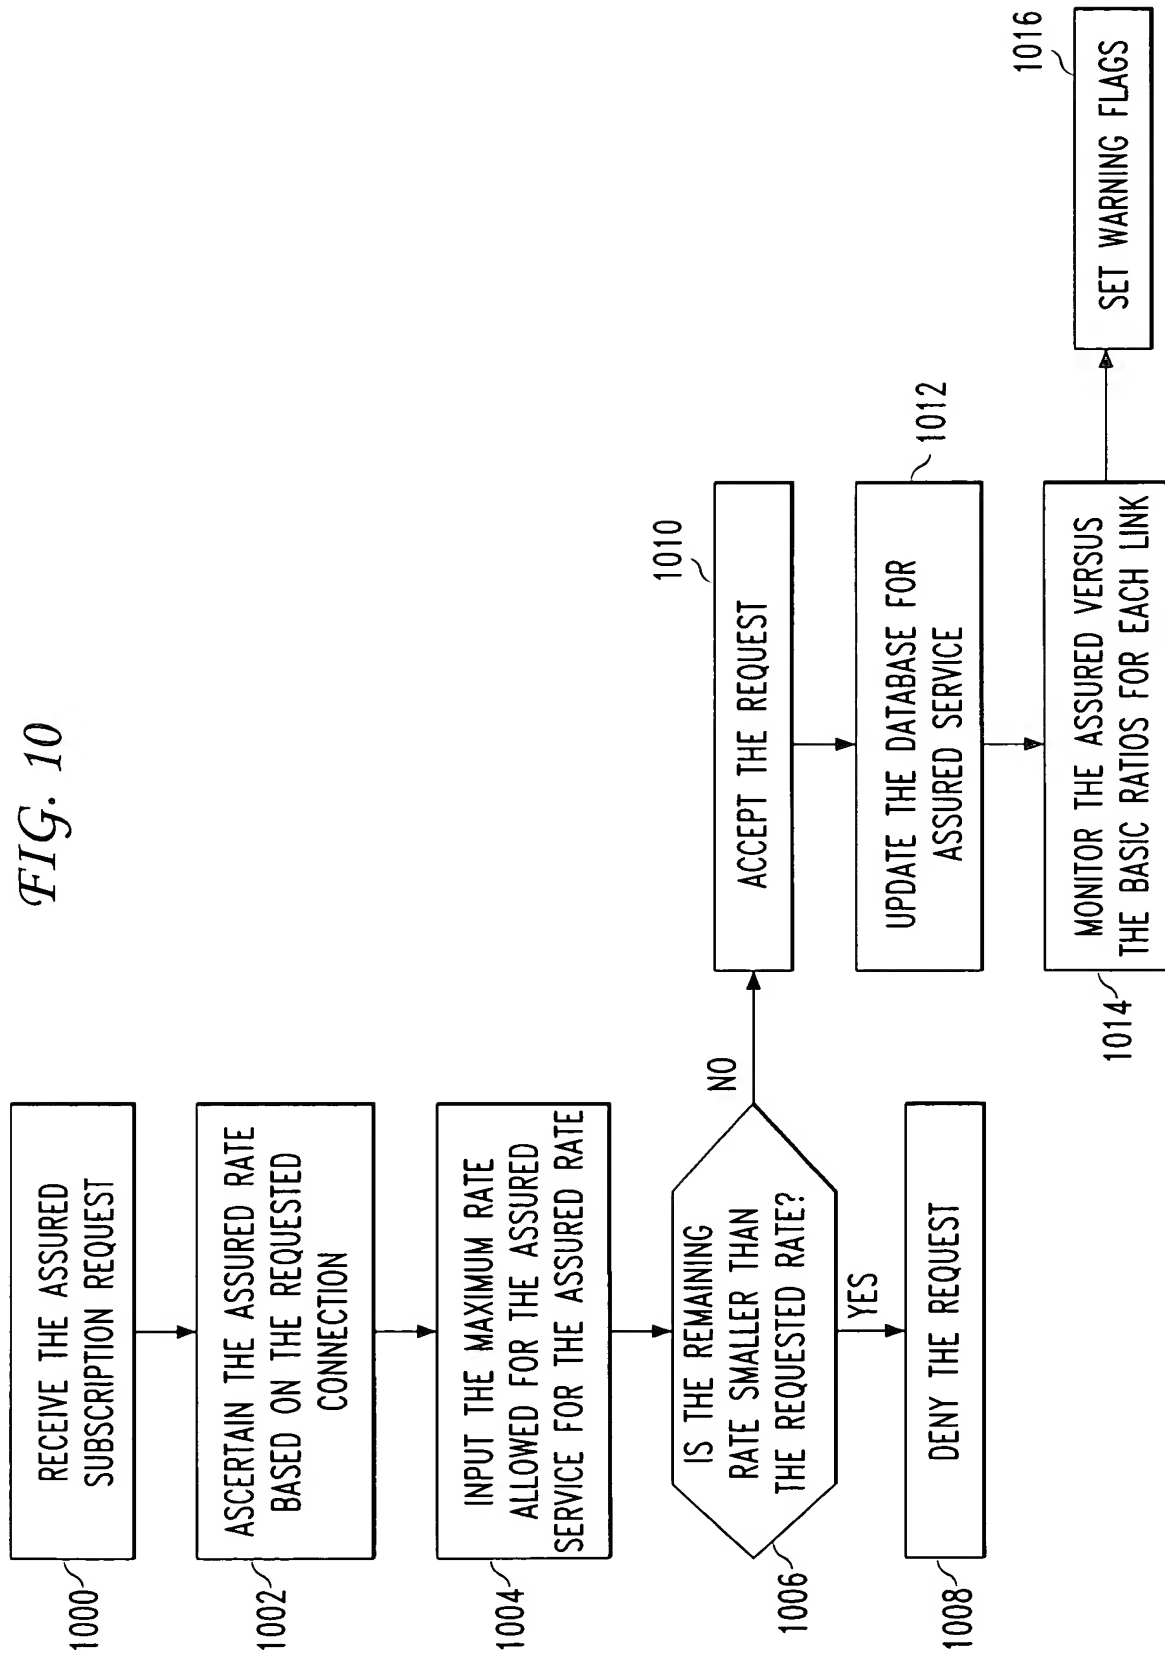 FIG. 10
1000
RECEIVE THE ASSURED
SUBSCRIPTION REQUEST
1002
ASCERTAIN THE ASSURED RATE
BASED ON THE REQUESTED
CONNECTION
1004
INPUT THE MAXIMUM RATE
ALLOWED FOR THE ASSURED
SERVICE FOR THE ASSURED RATE
1006
IS THE REMAINING
RATE SMALLER THAN
THE REQUESTED RATE?
YES
NO
1008
DENY THE REQUEST
1010
ACCEPT THE REQUEST
1012
UPDATE THE DATABASE FOR
ASSURED SERVICE
1014
MONITOR THE ASSURED VERSUS
THE BASIC RATIOS FOR EACH LINK
1016
SET WARNING FLAGS